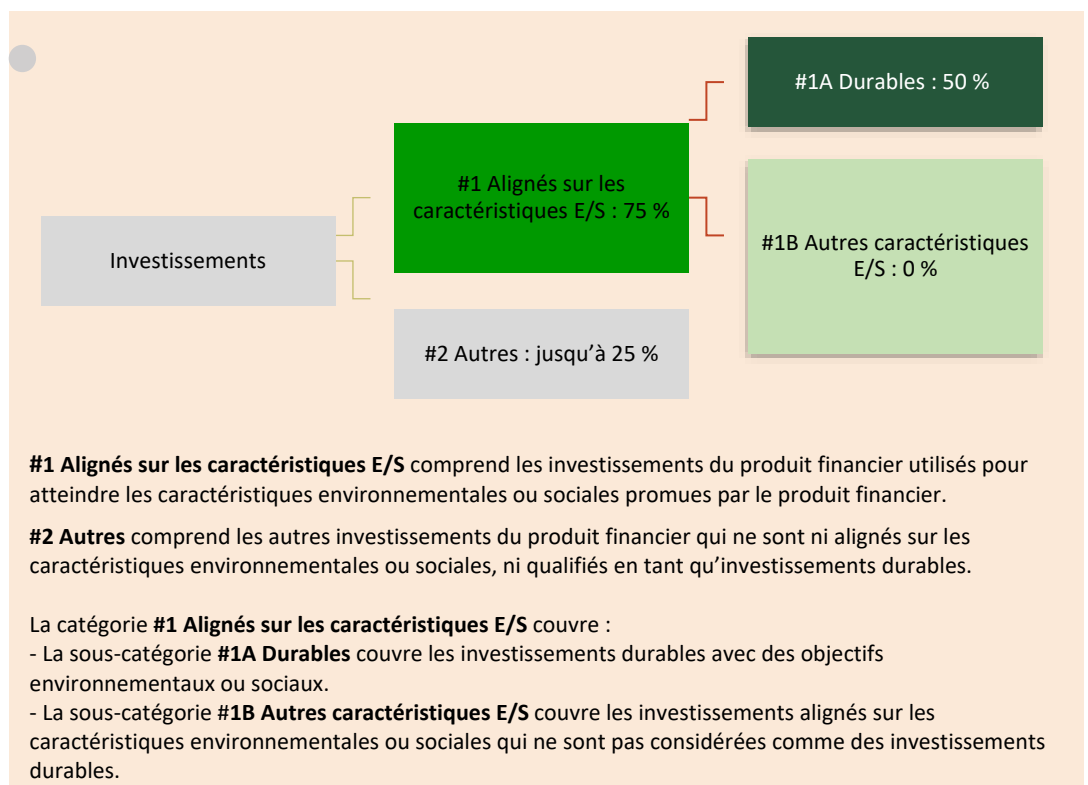 #1A Durables : 50 %
#1 Alignés sur les
caractéristiques E/S : 75 %
#1B Autres caractéristiques
E/S : 0 %
Investissements
#2 Autres : jusqu’à 25 %
#1 Alignés sur les caractéristiques E/S comprend les investissements du produit financier utilisés pour
atteindre les caractéristiques environnementales ou sociales promues par le produit financier.
#2 Autres comprend les autres investissements du produit financier qui ne sont ni alignés sur les
caractéristiques environnementales ou sociales, ni qualifiés en tant qu’investissements durables.
La catégorie #1 Alignés sur les caractéristiques E/S couvre :
- La sous-catégorie #1A Durables couvre les investissements durables avec des objectifs
environnementaux ou sociaux.
- La sous-catégorie #1B Autres caractéristiques E/S couvre les investissements alignés sur les
caractéristiques environnementales ou sociales qui ne sont pas considérées comme des investissements
durables.